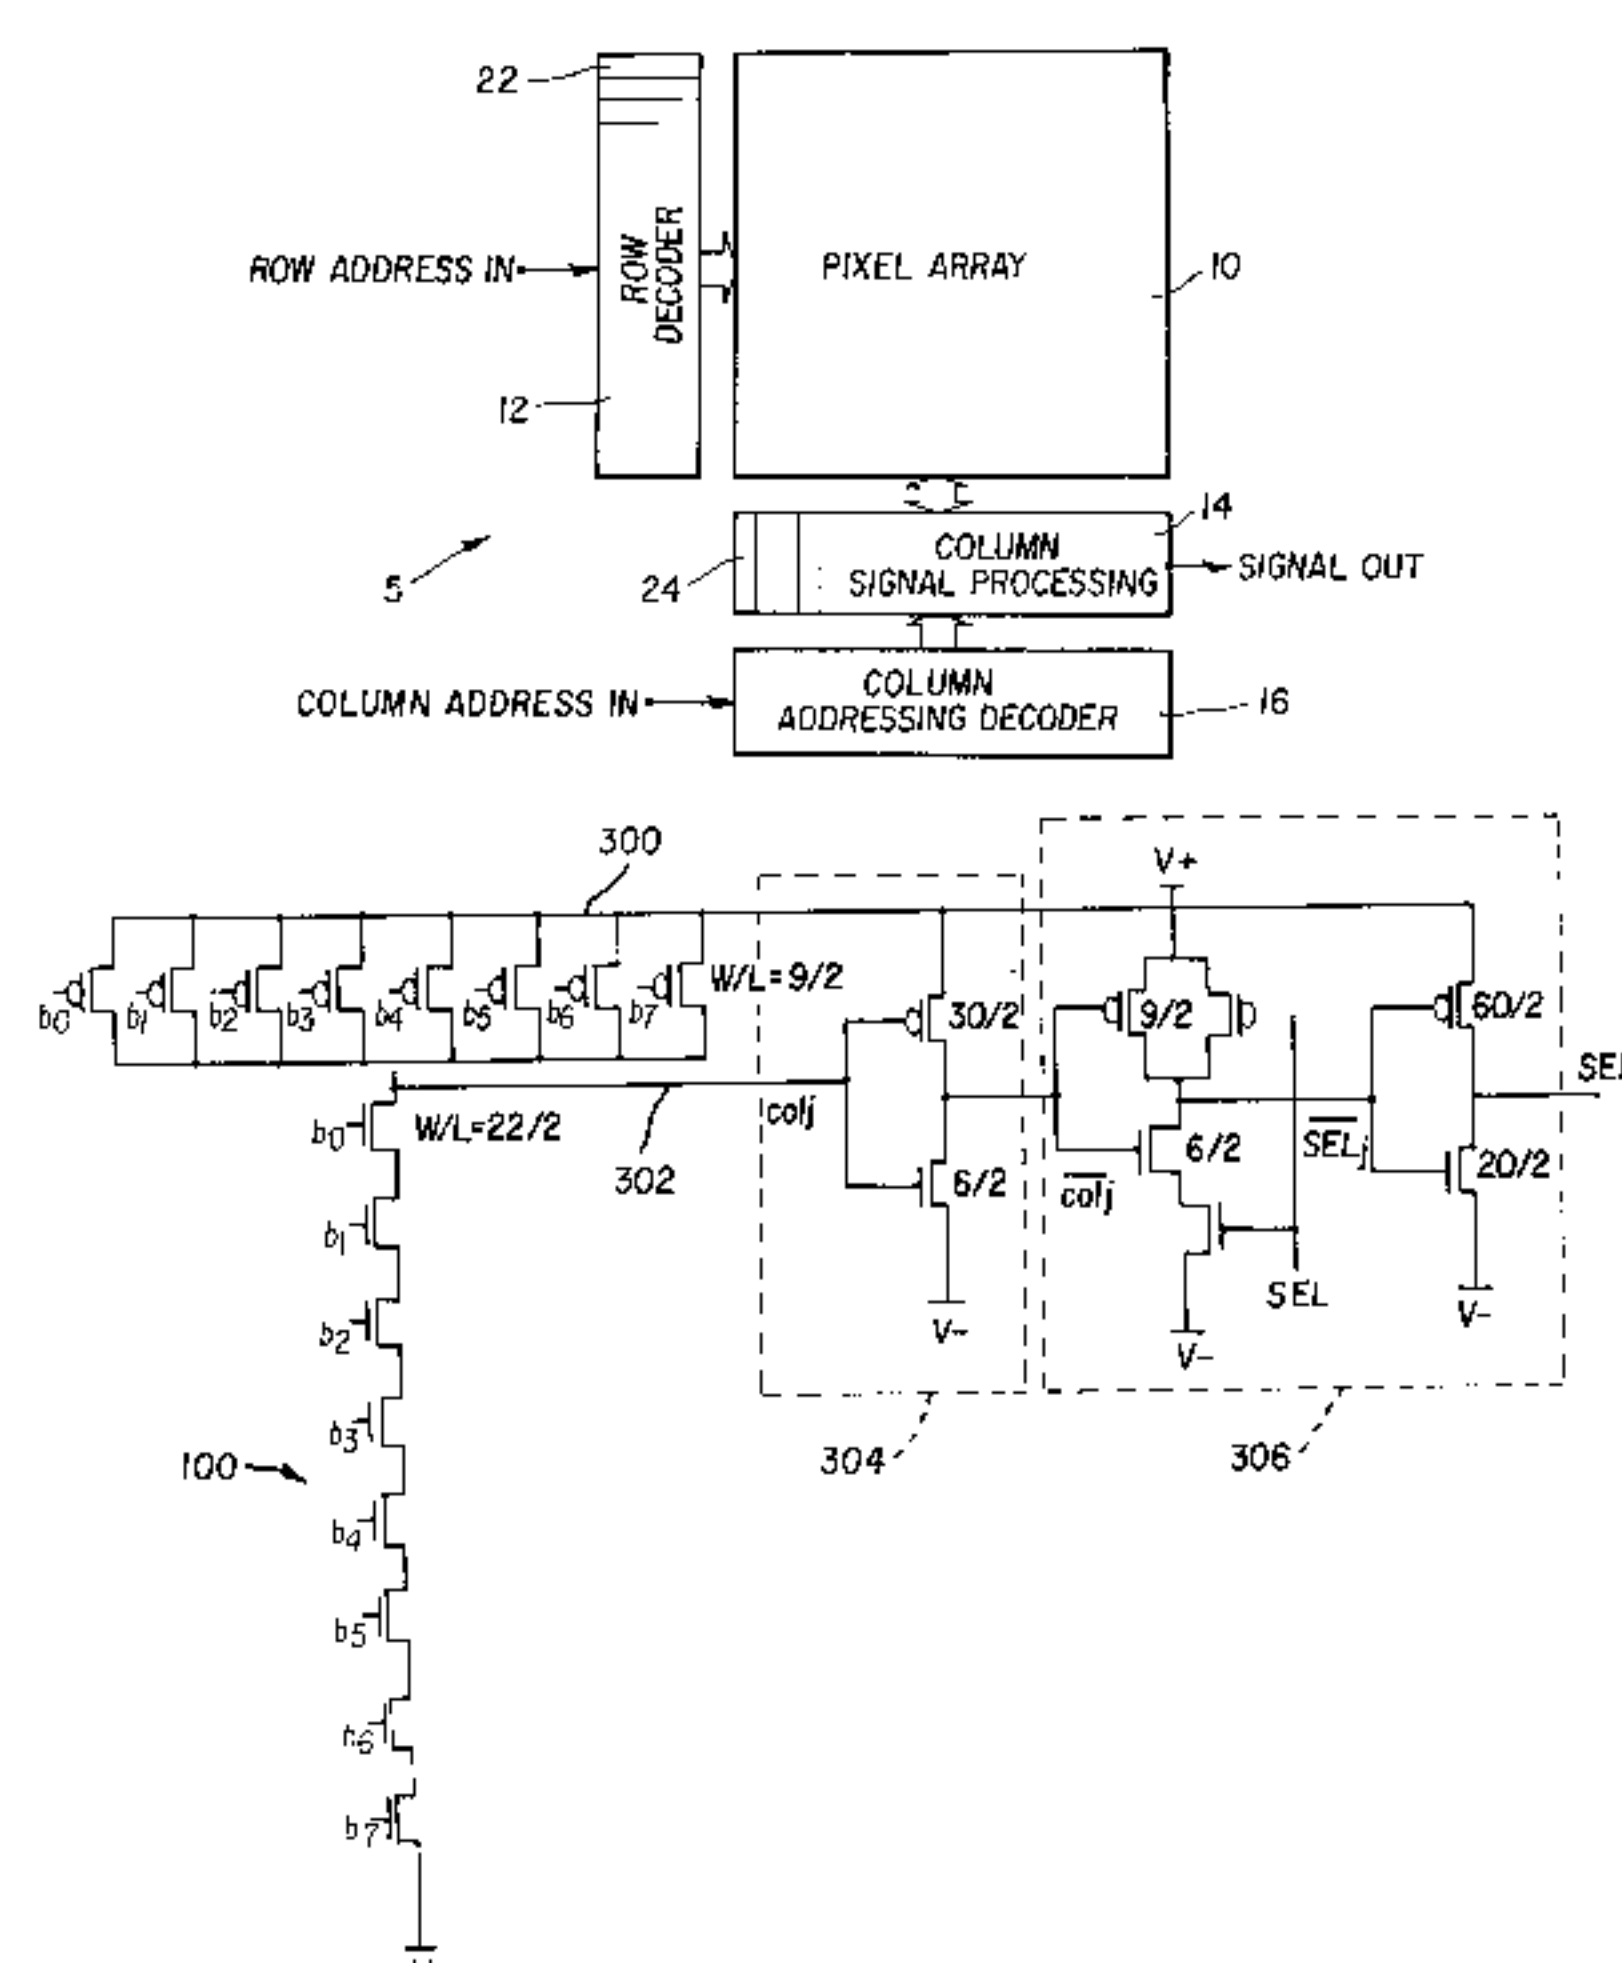 22
ROW ADDRESS IN
ROW
DECODER
PIXEL ARRAY
10
12
14
COLUMN
SIGNAL PROCESSING
SIGNAL OUT
5
24
COLUMN ADDRESS IN
COLUMN
ADDRESSING DECODER
16
300
V+
b0
b1
b2
b3
b4
b5
b6
b7
W/L=9/2
30/2
9/2
60/2
SEL
b0
W/L=22/2
302
colj
6/2
colj
6/2
SELj
20/2
b1
SEL
b2
V-
V-
V-
b3
304
306
100
b4
b5
b6
b7